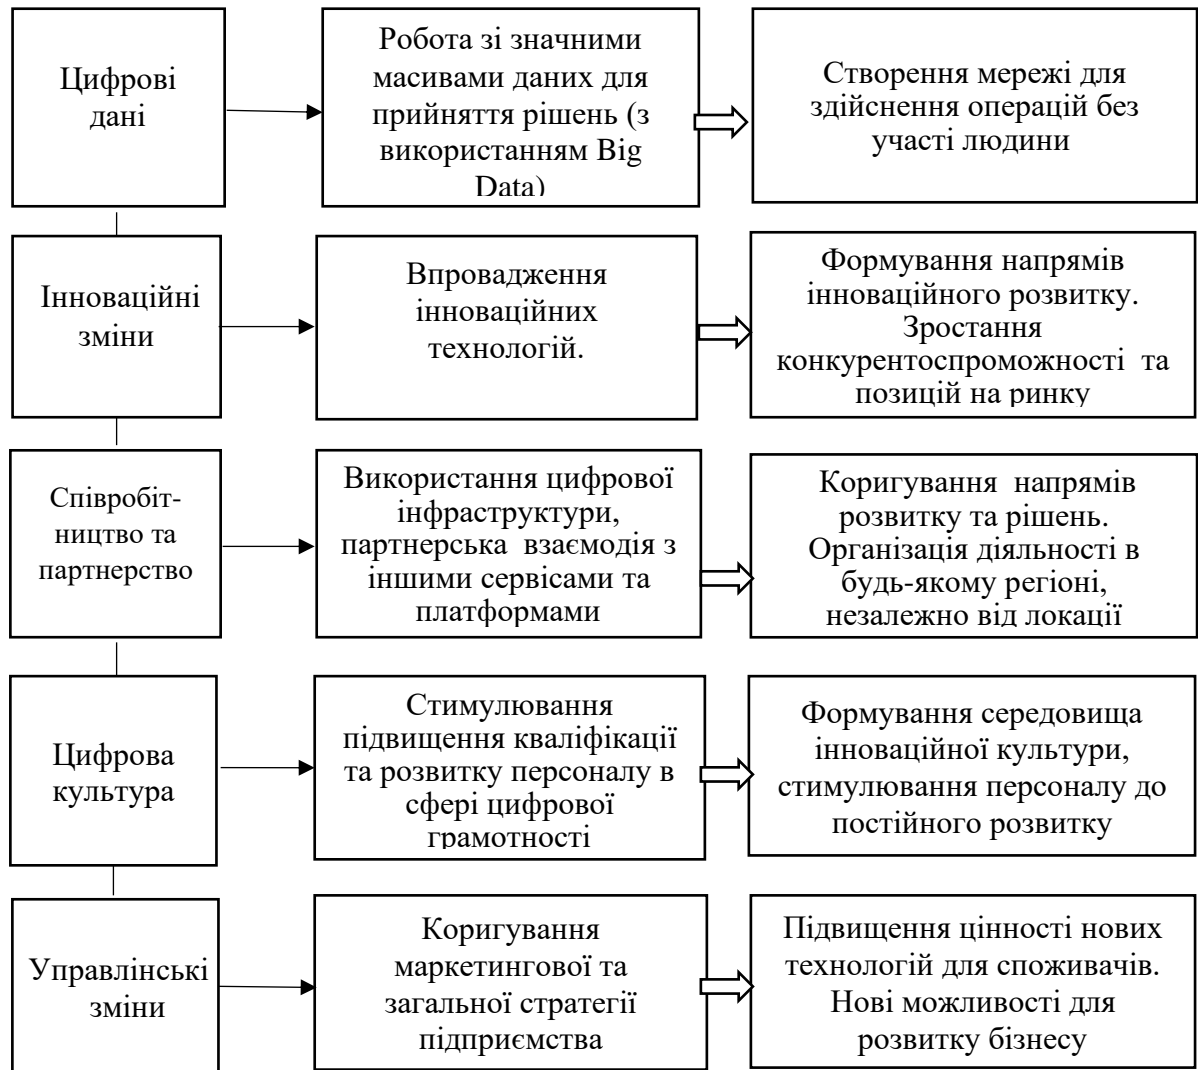 Цифрові
дані
Робота зі значними
масивами даних для
прийняття рішень (з
використанням Big
Data)
Створення мережі для
здійснення операцій без
участі людини
Інноваційні
зміни
Впровадження
інноваційних
технологій.
Формування напрямів
інноваційного розвитку.
Зростання
конкурентоспроможності та
позицій на ринку
Співробіт-
ництво та
партнерство
Використання цифрової
інфраструктури,
партнерська взаємодія з
іншими сервісами та
платформами
Коригування напрямів
розвитку та рішень.
Організація діяльності в
будь-якому регіоні,
незалежно від локації
Цифрова
культура
Стимулювання
підвищення кваліфікації
та розвитку персоналу в
сфері цифрової
грамотності
Формування середовища
інноваційної культури,
стимулювання персоналу до
постійного розвитку
Управлінські
зміни
Коригування
маркетингової та
загальної стратегії
підприємства
Підвищення цінності нових
технологій для споживачів.
Нові можливості для
розвитку бізнесу